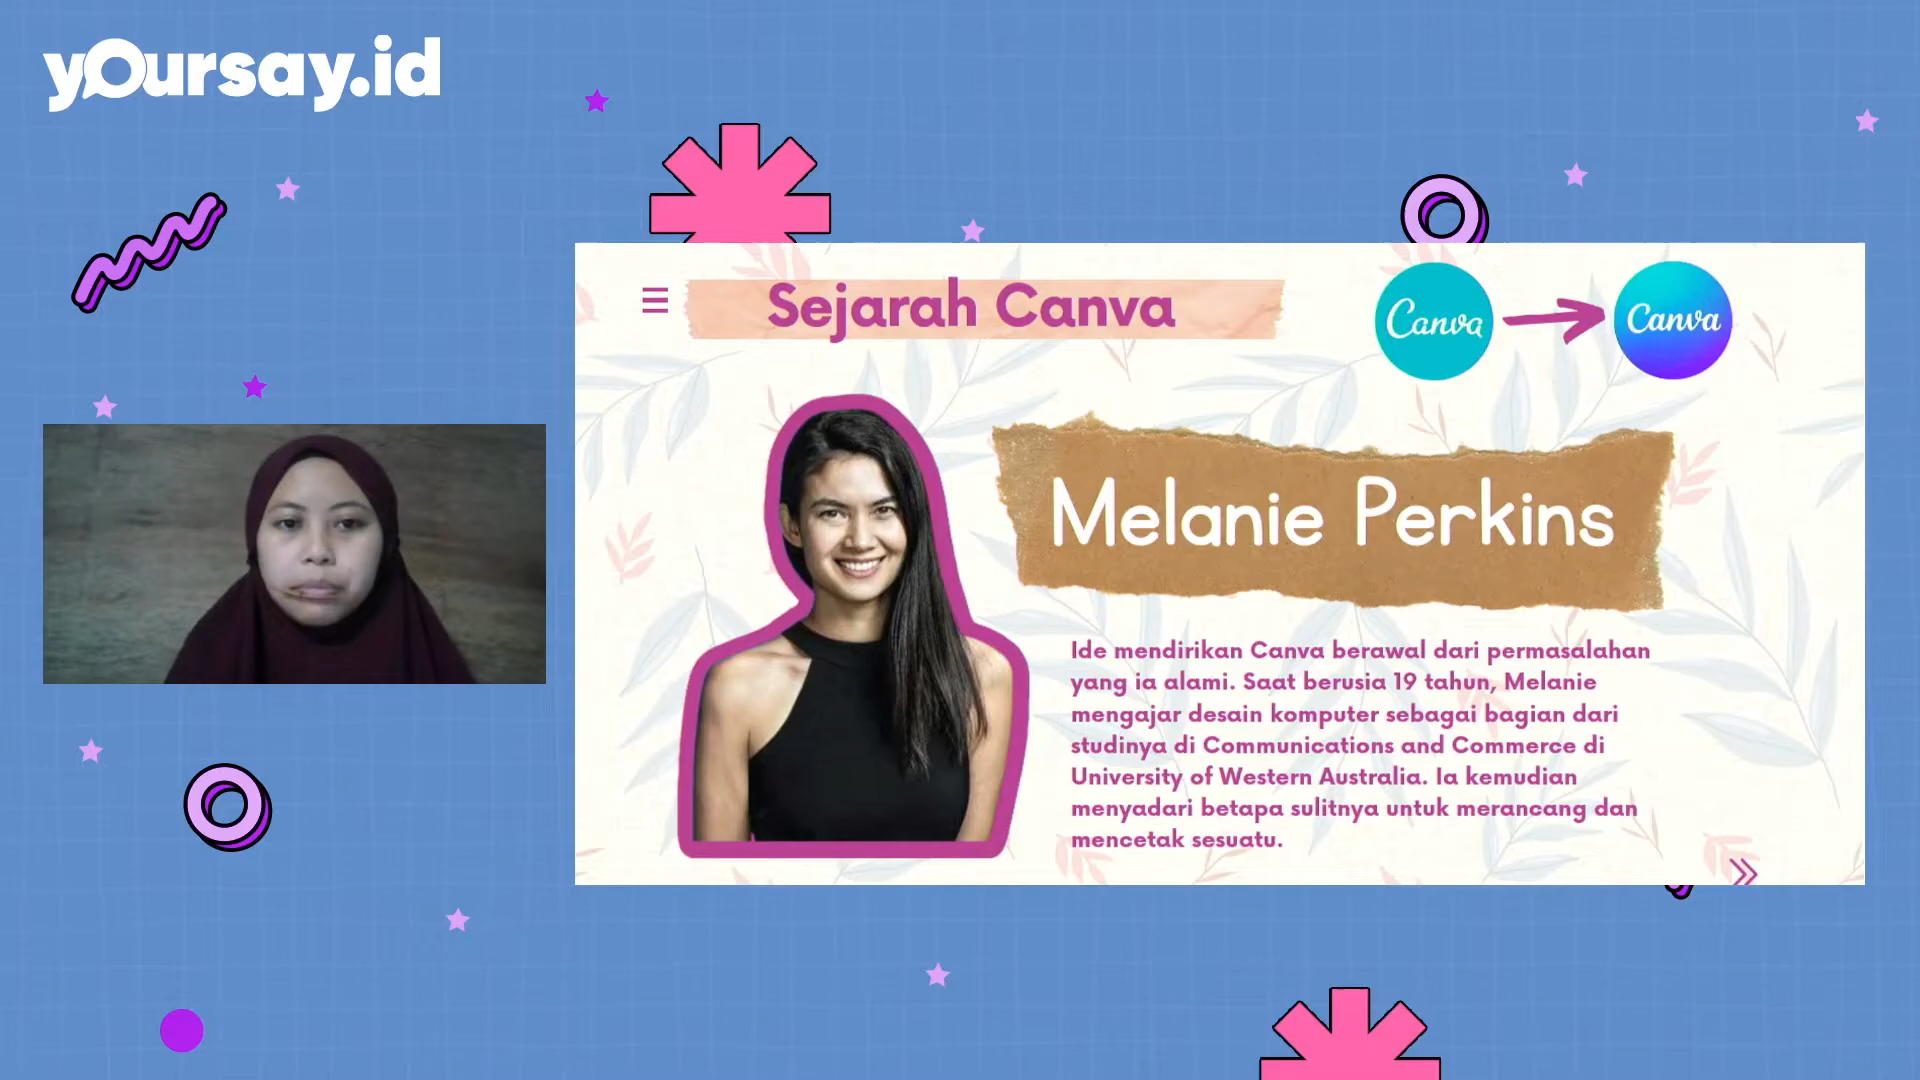 yoursay.id
Sejarah Canva
Canva
Canva
Melanie Perkins
Ide mendirikan Canva berawal dari permasalahan
yang ia alami. Saat berusia 19 tahun, Melanie
mengajar desain komputer sebagai bagian dari
studinya di Communications and Commerce di
University of Western Australia. Ia kemudian
menyadari betapa sulitnya untuk merancang dan
mencetak sesuatu.